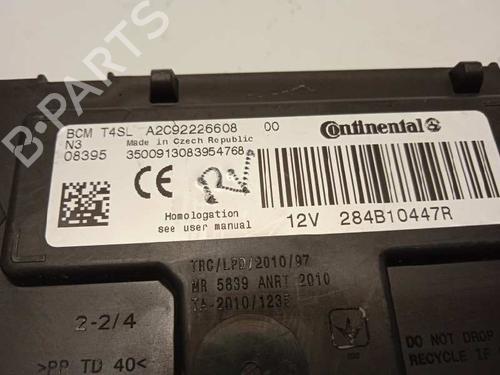 B-PARTS
BCM T4SL A2C92226608 00
N3 Made in Czech Republic
08395 3500913083954768
Continental
CE
Homologation
see user manual
12V 284B10447R
TRC/LPD/2010/97
MR 5839 ANRT 2010
TA-2010/123
2-2/4
>PP TD 40<
DO NOT DROP
RECYCLE IF